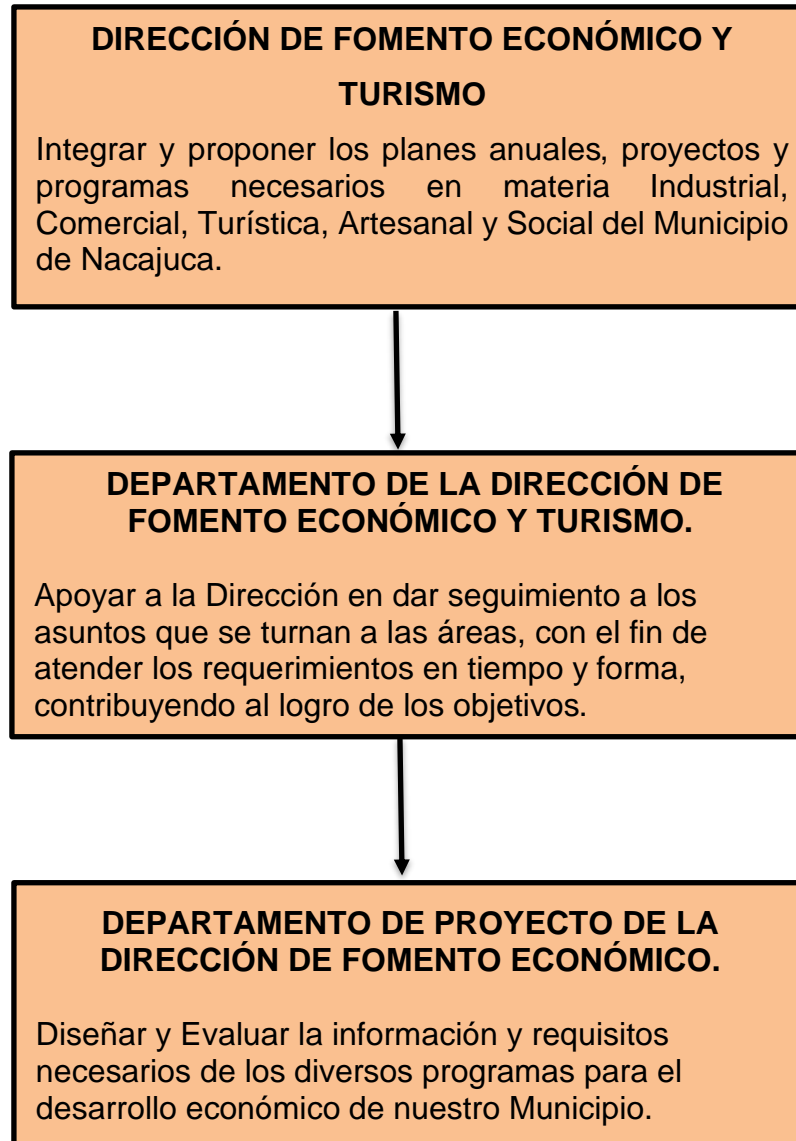 DIRECCIÓN DE FOMENTO ECONÓMICO Y
TURISMO
Integrar y proponer los planes anuales, proyectos y
programas necesarios en materia Industrial,
Comercial, Turística, Artesanal y Social del Municipio
de Nacajuca.
DEPARTAMENTO DE LA DIRECCIÓN DE
FOMENTO ECONÓMICO Y TURISMO.
Apoyar a la Dirección en dar seguimiento a los
asuntos que se turnan a las áreas, con el fin de
atender los requerimientos en tiempo y forma,
contribuyendo al logro de los objetivos.
DEPARTAMENTO DE PROYECTO DE LA
DIRECCIÓN DE FOMENTO ECONÓMICO.
Diseñar y Evaluar la información y requisitos
necesarios de los diversos programas para el
desarrollo económico de nuestro Municipio.